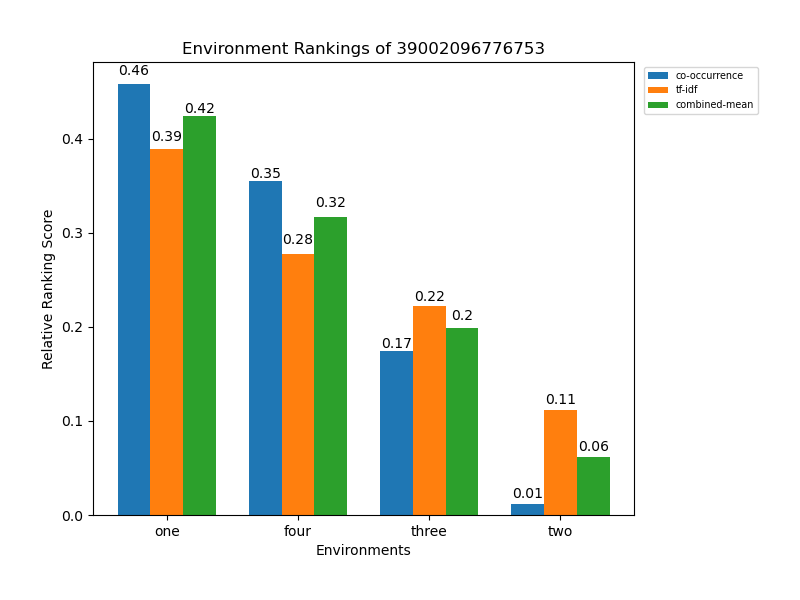 Environment Rankings of 39002096776753
co-occurrence
tf-idf
combined-mean
0.46
0.39
0.42
0.35
0.28
0.32
0.17
0.22
0.2
0.01
0.11
0.06
0.4
0.3
0.2
0.1
0.0
Relative Ranking Score
one four three two
Environments